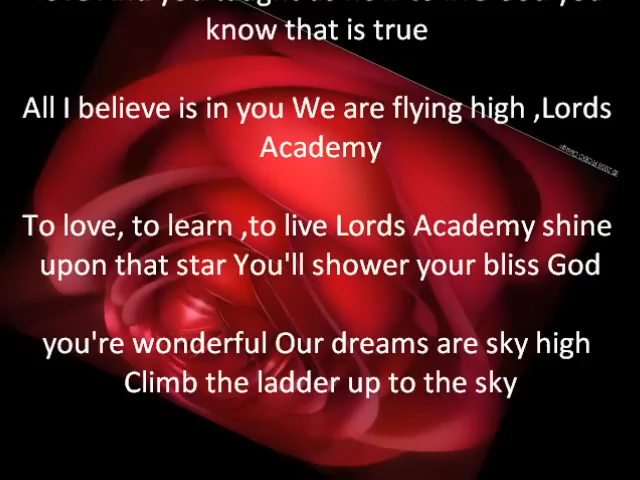 know that is true
All I believe is in you We are flying high ,Lords
Academy
To love, to learn ,to live Lords Academy shine
upon that star You'll shower your bliss God
you're wonderful Our dreams are sky high
Climb the ladder up to the sky